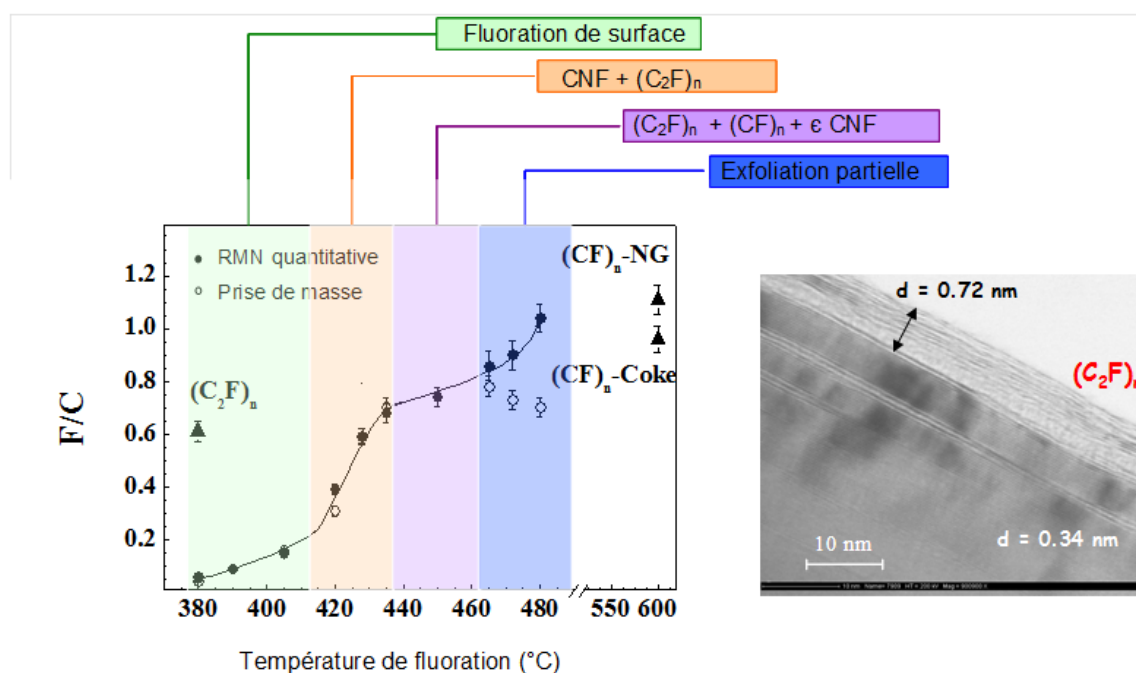 Fluoration de surface
CNF + (C₂F)ₙ
(C₂F)ₙ + (CF)ₙ + ϵ CNF
Exfoliation partielle
RMN quantitative
Prise de masse
(CF)ₙ-NG
(CF)ₙ-Coke
(C₂F)ₙ
F/C
1.2
1.0
0.8
0.6
0.4
0.2
380 400 420 440 460 480 550 600
Température de fluoration (°C)
d = 0.72 nm
(C₂F)ₙ
d = 0.34 nm
10 nm